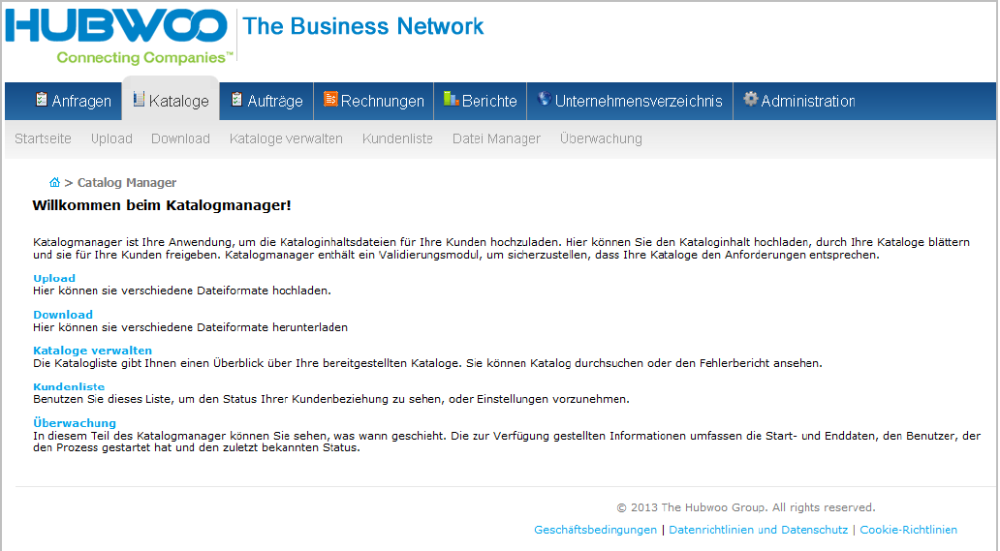 HUBWOO
The Business Network
Connecting Companies™
Anfragen Kataloge Aufträge Rechnungen Berichte Unternehmensverzeichnis Administration
Startseite Upload Download Kataloge verwalten Kundenliste Datei Manager Überwachung
> Catalog Manager
Willkommen beim Katalogmanager!
Katalogmanager ist Ihre Anwendung, um die Kataloginhaltsdateien für Ihre Kunden hochzuladen. Hier können Sie den Kataloginhalt hochladen, durch Ihre Kataloge blättern
und sie für Ihre Kunden freigeben. Katalogmanager enthält ein Validierungsmodul, um sicherzustellen, dass Ihre Kataloge den Anforderungen entsprechen.
Upload
Hier können sie verschiedene Dateiformate hochladen.
Download
Hier können sie verschiedene Dateiformate herunterladen
Kataloge verwalten
Die Katalogliste gibt Ihnen einen Überblick über Ihre bereitgestellten Kataloge. Sie können Katalog durchsuchen oder den Fehlerbericht ansehen.
Kundenliste
Benutzen Sie dieses Liste, um den Status Ihrer Kundenbeziehung zu sehen, oder Einstellungen vorzunehmen.
Überwachung
In diesem Teil des Katalogmanager können Sie sehen, was wann geschieht. Die zur Verfügung gestellten Informationen umfassen die Start- und Enddaten, den Benutzer, der
den Prozess gestartet hat und den zuletzt bekannten Status.
© 2013 The Hubwoo Group. All rights reserved.
Geschäftsbedingungen | Datenrichtlinien und Datenschutz | Cookie-Richtlinien